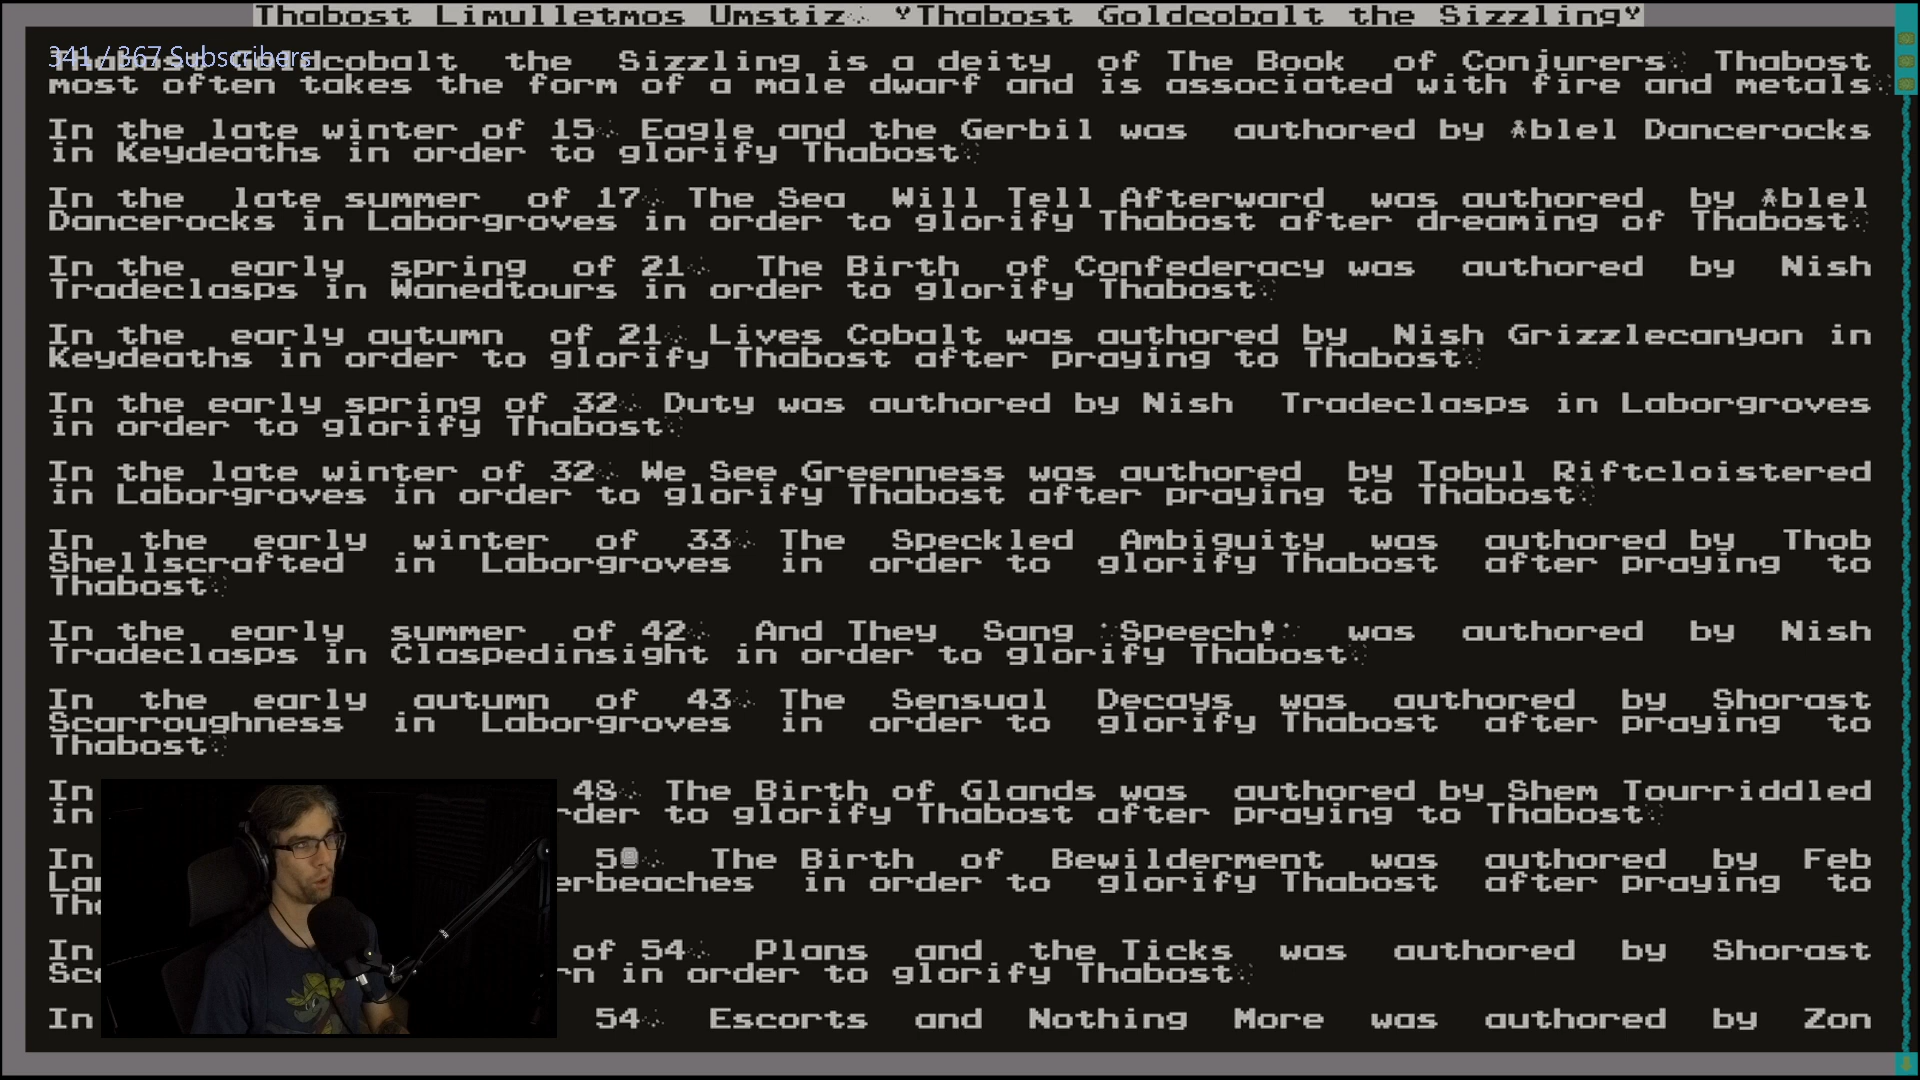 Thabost Limulletmos Umstiz, "Thabost Goldcobalt the Sizzling"
341 / 367 Subscribers
Thabost Goldcobalt the Sizzling is a deity of The Book of Conjurers. Thabost
most often takes the form of a male dwarf and is associated with fire and metals.
In the late winter of 15, Eagle and the Gerbil was authored by Åblel Dancerocks
in Keydeaths in order to glorify Thabost.
In the late summer of 17, The Sea Will Tell Afterward was authored by Åblel
Dancerocks in Laborgroves in order to glorify Thabost after dreaming of Thabost.
In the early spring of 21, The Birth of Confederacy was authored by Nish
Tradeclasps in Wanedtours in order to glorify Thabost.
In the early autumn of 21, Lives Cobalt was authored by Nish Grizzlecanyon in
Keydeaths in order to glorify Thabost after praying to Thabost.
In the early spring of 32, Duty was authored by Nish Tradeclasps in Laborgroves
in order to glorify Thabost.
In the late winter of 32, We See Greenness was authored by Tobul Riftcloistered
in Laborgroves in order to glorify Thabost after praying to Thabost.
In the early winter of 33, The Speckled Ambiguity was authored by Thob
Shellscrafted in Laborgroves in order to glorify Thabost after praying to
Thabost.
In the early summer of 42, And They Sang 'Speech!' was authored by Nish
Tradeclasps in Claspedinsight in order to glorify Thabost.
In the early autumn of 43, The Sensual Decays was authored by Shorast
Scarroughness in Laborgroves in order to glorify Thabost after praying to
Thabost.
In 48, The Birth of Glands was authored by Shem Tourriddled
in to glorify Thabost after praying to Thabost.
In 50, The Birth of Bewilderment was authored by Feb
in order to glorify Thabost after praying to
In of 54, Plans and the Ticks was authored by Shorast
in order to glorify Thabost.
In 54, Escorts and Nothing More was authored by Zon